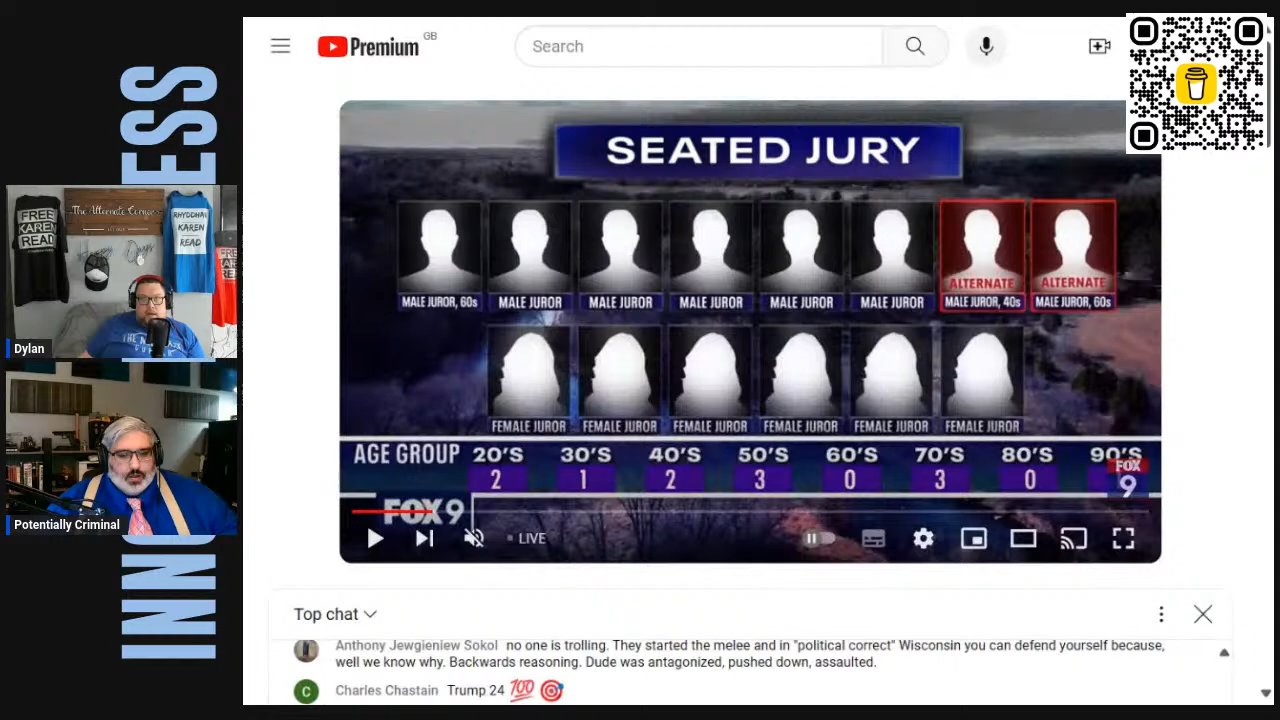 INNO
ESS
FREE
KAREN
READ
The Alternate Corner
RHYDDHAU
KAREN
READ
Dylan
Potentially Criminal
Premium
GB
Search
SEATED JURY
MALE JUROR, 60s
MALE JUROR
MALE JUROR
MALE JUROR
MALE JUROR
MALE JUROR
ALTERNATE
MALE JUROR, 40s
ALTERNATE
MALE JUROR, 60s
FEMALE JUROR
FEMALE JUROR
FEMALE JUROR
FEMALE JUROR
FEMALE JUROR
FEMALE JUROR
AGE GROUP 20'S 30'S 40'S 50'S 60'S 70'S 80'S 90'S
2 1 2 3 0 3 0
FOX
9
FOX 9
LIVE
Top chat
Anthony Jewgieniew Sokol no one is trolling. They started the melee and in "political correct" Wisconsin you can defend yourself because,
well we know why. Backwards reasoning. Dude was antagonized, pushed down, assaulted.
C Charles Chastain Trump 24 💯 🎯